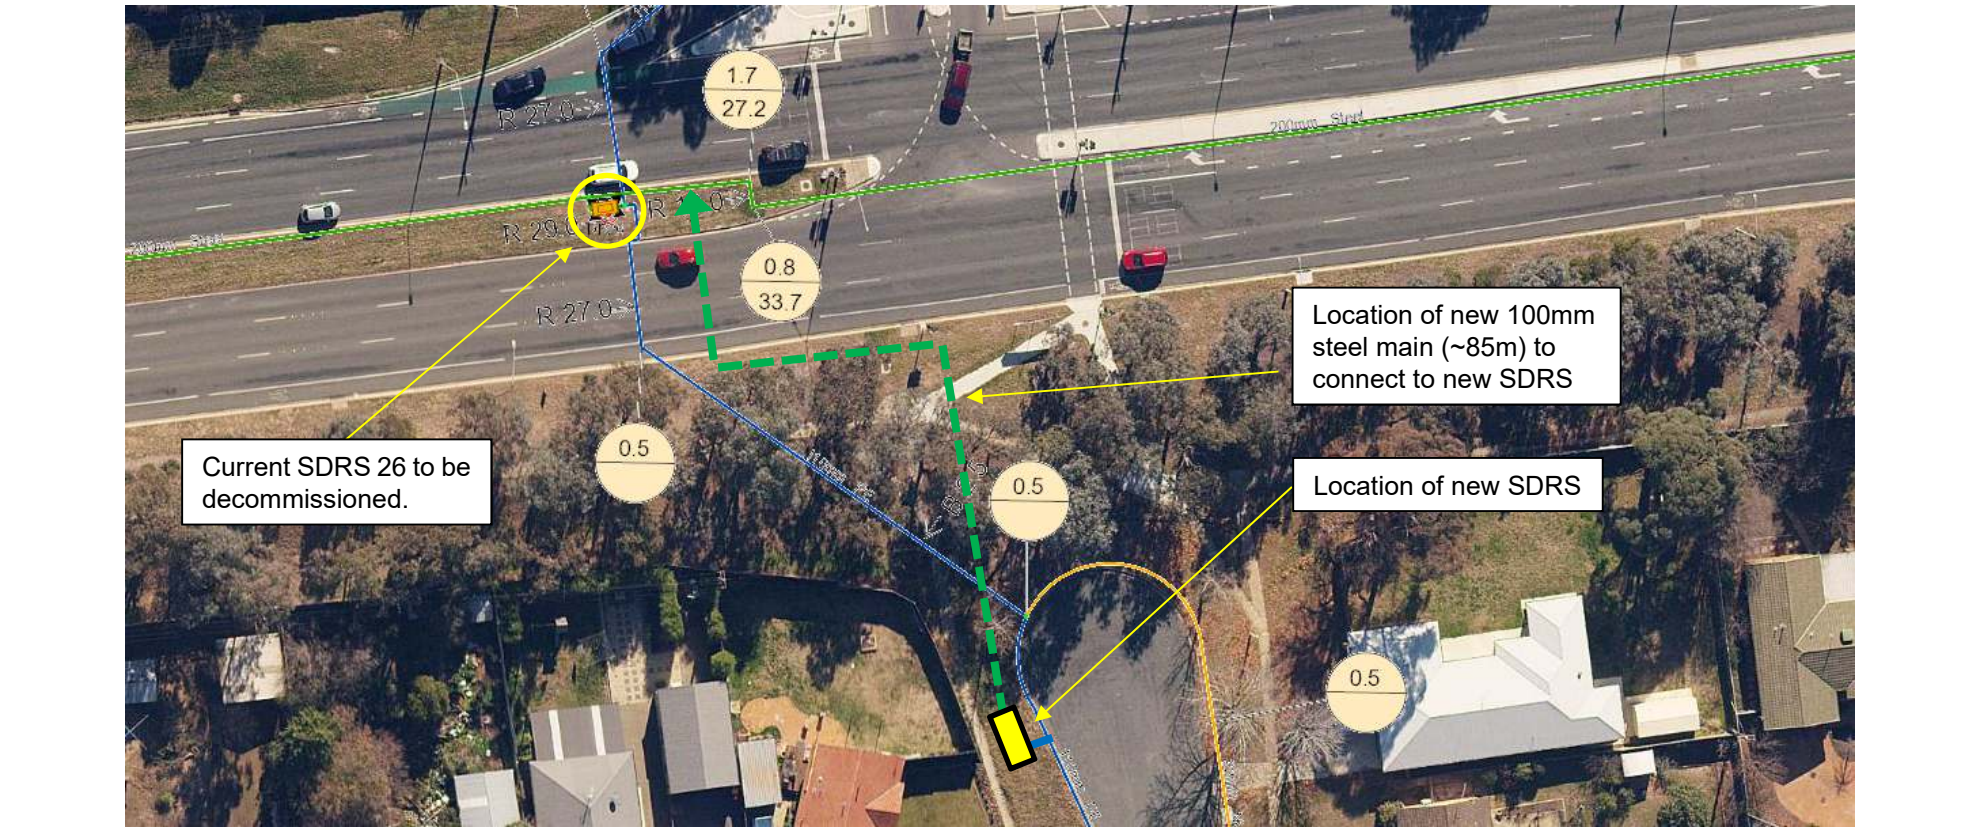 1.7
27.2
R 27.0
200mm Steel
0.8
33.7
R 27.0
200mm Steel
Location of new 100mm
steel main (~85m) to
connect to new SDRS
Current SDRS 26 to be
decommissioned.
0.5
0.5
Location of new SDRS
0.5